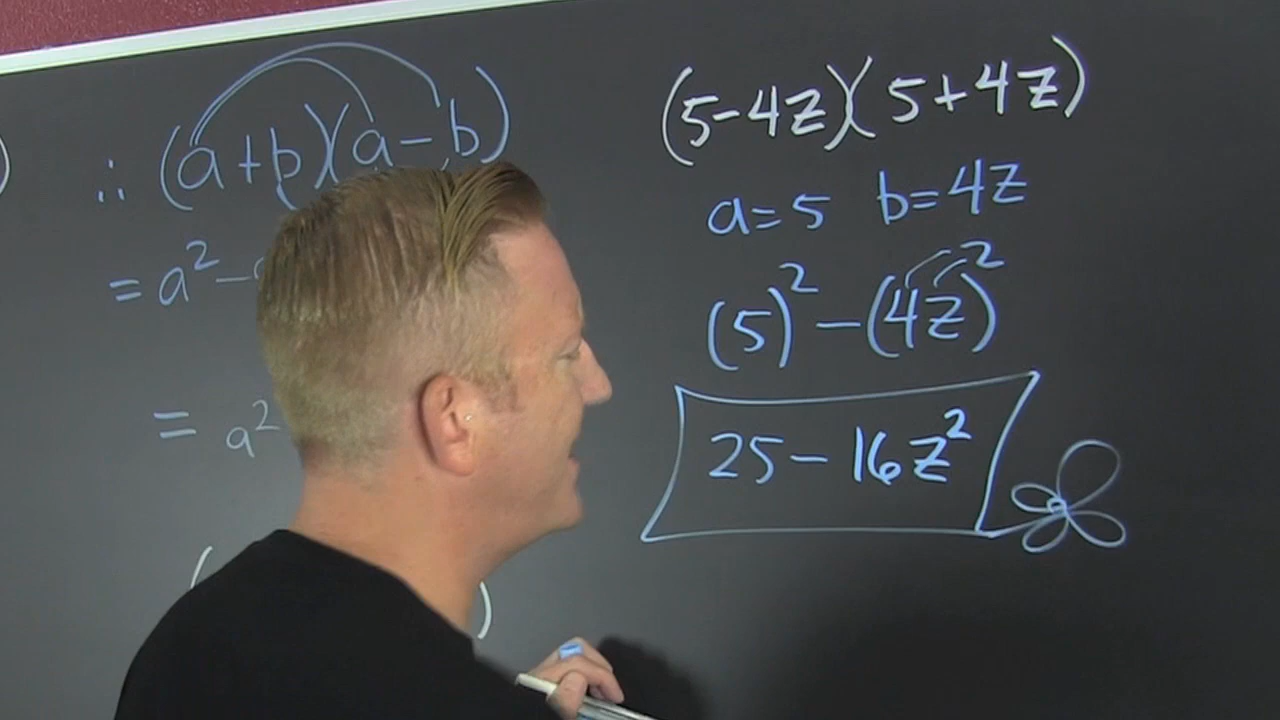 ∴ (a+b)(a-b)
= a² -
= a²
(5-4z)(5+4z)
a=5 b=4z
(5)² - (4z)²
25 - 16z²